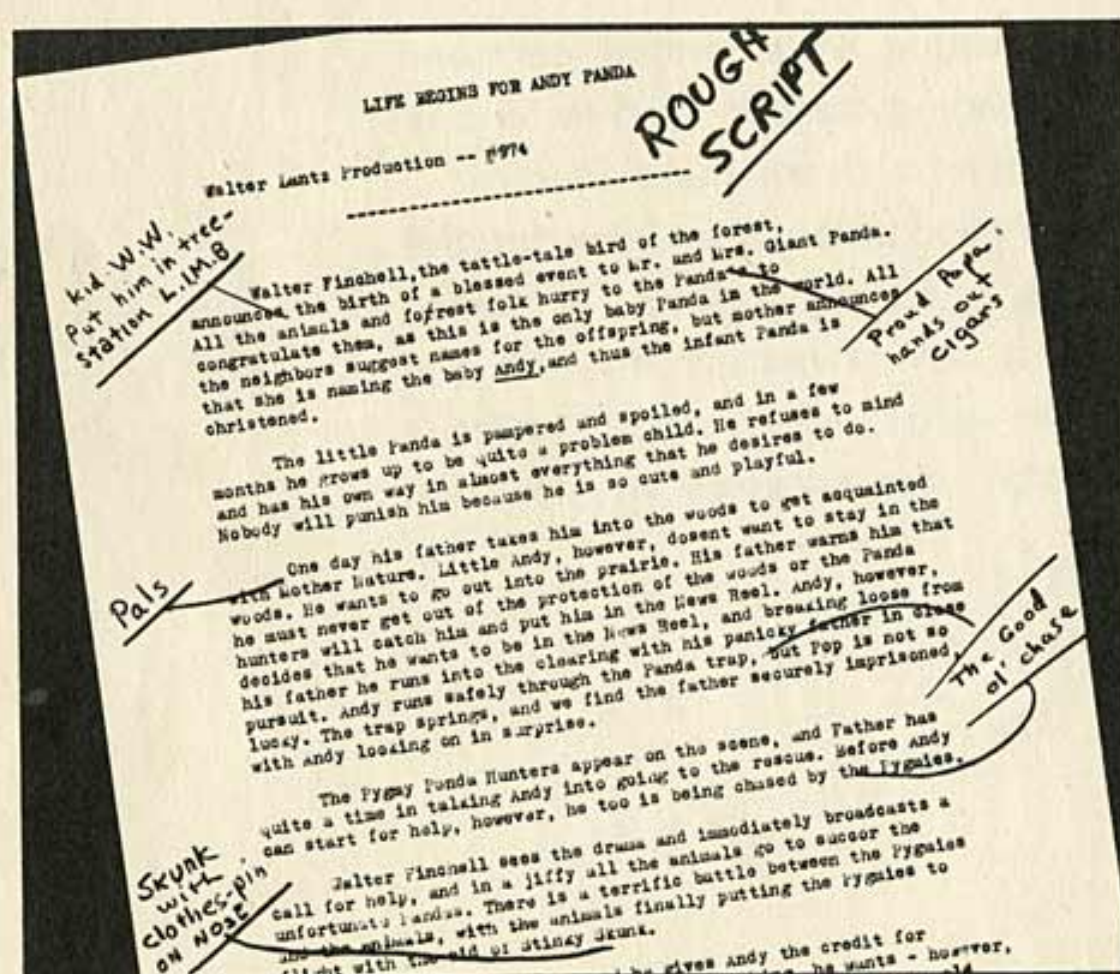 LIFE BEGINS FOR ANDY PANDA
ROUGH
SCRIPT
Walter Lantz Production -- #974
kid W.W.
Put him in tree-
station L.I.M.B
Walter Finchell,the tattle-tale bird of the forest,
announces the birth of a blessed event to Mr. and Mrs. Giant Panda.
All the animals and forrest folk hurry to the Panda's to
congratulate them, as this is the only baby Panda in the world. All
the neighbors suggest names for the offspring, but mother announces
that she is naming the baby Andy,and thus the infant Panda is
christened.
Proud Papa.
hands out
cigars
The little Panda is pampered and spoiled, and in a few
months he grows up to be quite a problem child. He refuses to mind
and has his own way in almost everything that he desires to do.
Nobody will punish him because he is so cute and playful.
Pals
One day his father takes him into the woods to get acquainted
with Mother Nature. Little Andy, however, dosent want to stay in the
woods. He wants to go out into the prairie. His father warns him that
he must never get out of the protection of the woods or the Panda
hunters will catch him and put him in the News Reel. Andy, however,
decides that he wants to be in the News Reel, and breaking loose from
his father he runs into the clearing with his panicky father in close
pursuit. Andy runs safely through the Panda trap, but Pop is not so
lucky. The trap springs, and we find the father securely imprisoned,
with Andy looking on in surprise.
The Good
ol' chase
The Pygmy Panda Hunters appear on the scene, and Father has
quite a time in talking Andy into going to the rescue. Before Andy
can start for help, however, he too is being chased by the Pygmies.
Skunk
with
clothes-pin
on nose
Walter Finchell sees the drama and immediately broadcasts a
call for help, and in a jiffy all the animals go to succor the
unfortunate Pandas. There is a terrific battle between the Pygmies
and the animals, with the animals finally putting the Pygmies to
flight with the aid of Stinky Skunk.
he gives Andy the credit for
he wants - however,